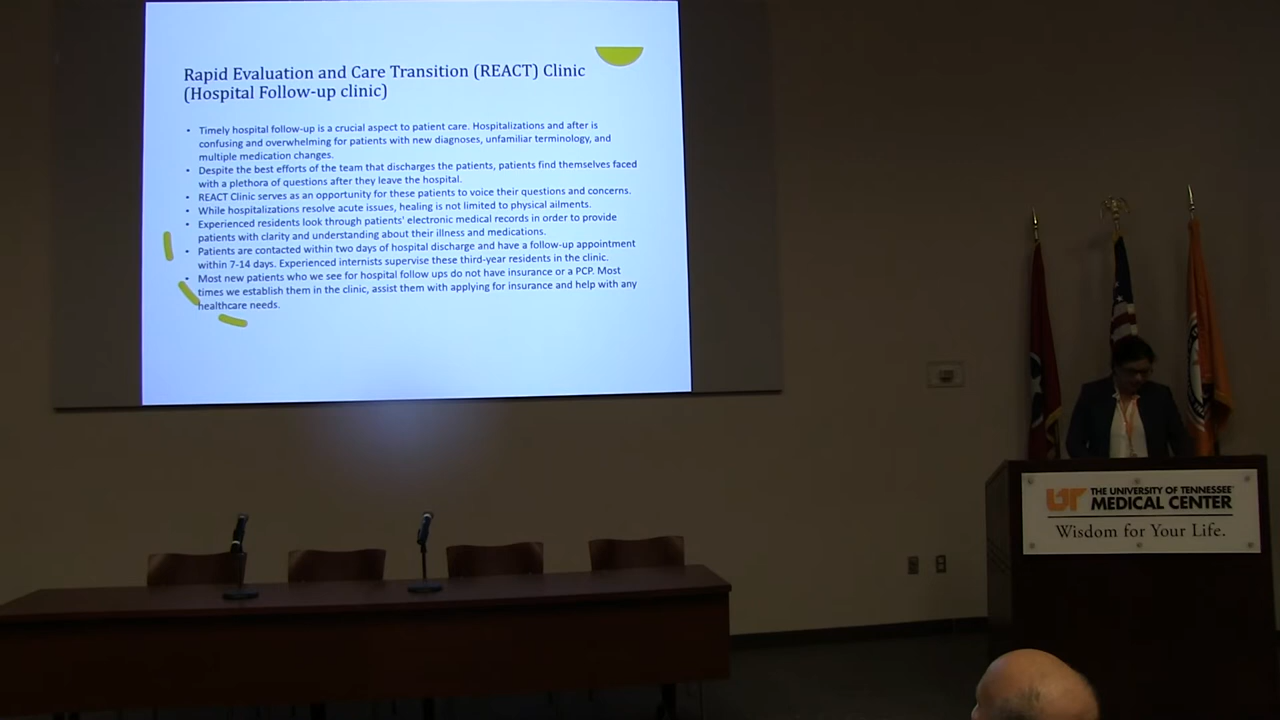 Rapid Evaluation and Care Transition (REACT) Clinic
(Hospital Follow-up clinic)
• Timely hospital follow-up is a crucial aspect to patient care. Hospitalizations and after is
confusing and overwhelming for patients with new diagnoses, unfamiliar terminology, and
multiple medication changes.
• Despite the best efforts of the team that discharges the patients, patients find themselves faced
with a plethora of questions after they leave the hospital.
• REACT Clinic serves as an opportunity for these patients to voice their questions and concerns.
• While hospitalizations resolve acute issues, healing is not limited to physical ailments.
• Experienced residents look through patients' electronic medical records in order to provide
patients with clarity and understanding about their illness and medications.
• Patients are contacted within two days of hospital discharge and have a follow-up appointment
within 7-14 days. Experienced internists supervise these third-year residents in the clinic.
• Most new patients who we see for hospital follow ups do not have insurance or a PCP. Most
times we establish them in the clinic, assist them with applying for insurance and help with any
healthcare needs.
UT THE UNIVERSITY OF TENNESSEE
MEDICAL CENTER
Wisdom for Your Life.